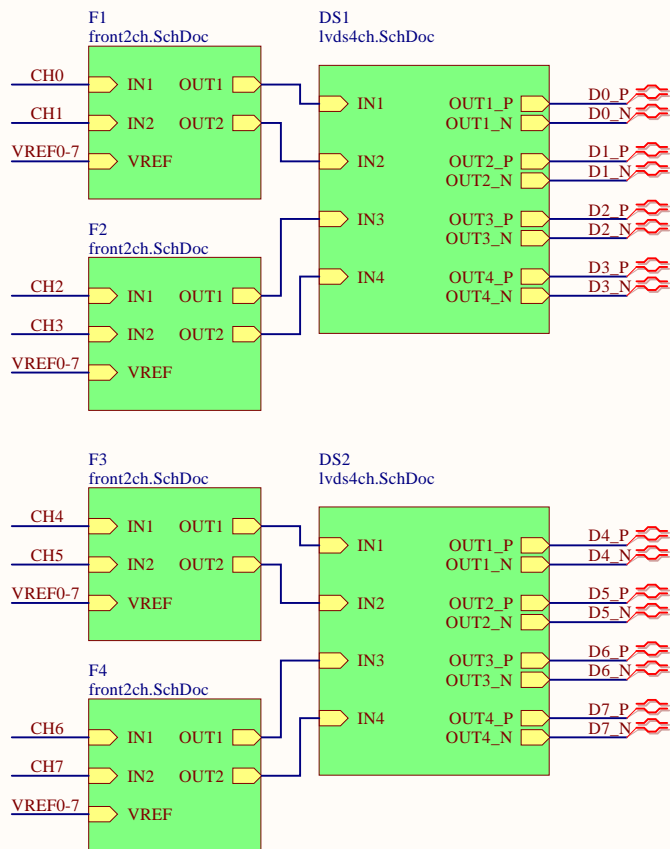 F1
front2ch.SchDoc
CH0
IN1
OUT1
CH1
IN2
OUT2
VREF0-7
VREF
DS1
lvds4ch.SchDoc
IN1
OUT1_P
D0_P
OUT1_N
D0_N
IN2
OUT2_P
D1_P
OUT2_N
D1_N
IN3
OUT3_P
D2_P
OUT3_N
D2_N
IN4
OUT4_P
D3_P
OUT4_N
D3_N
F2
front2ch.SchDoc
CH2
IN1
OUT1
CH3
IN2
OUT2
VREF0-7
VREF
F3
front2ch.SchDoc
CH4
IN1
OUT1
CH5
IN2
OUT2
VREF0-7
VREF
DS2
lvds4ch.SchDoc
IN1
OUT1_P
D4_P
OUT1_N
D4_N
IN2
OUT2_P
D5_P
OUT2_N
D5_N
IN3
OUT3_P
D6_P
OUT3_N
D6_N
IN4
OUT4_P
D7_P
OUT4_N
D7_N
F4
front2ch.SchDoc
CH6
IN1
OUT1
CH7
IN2
OUT2
VREF0-7
VREF